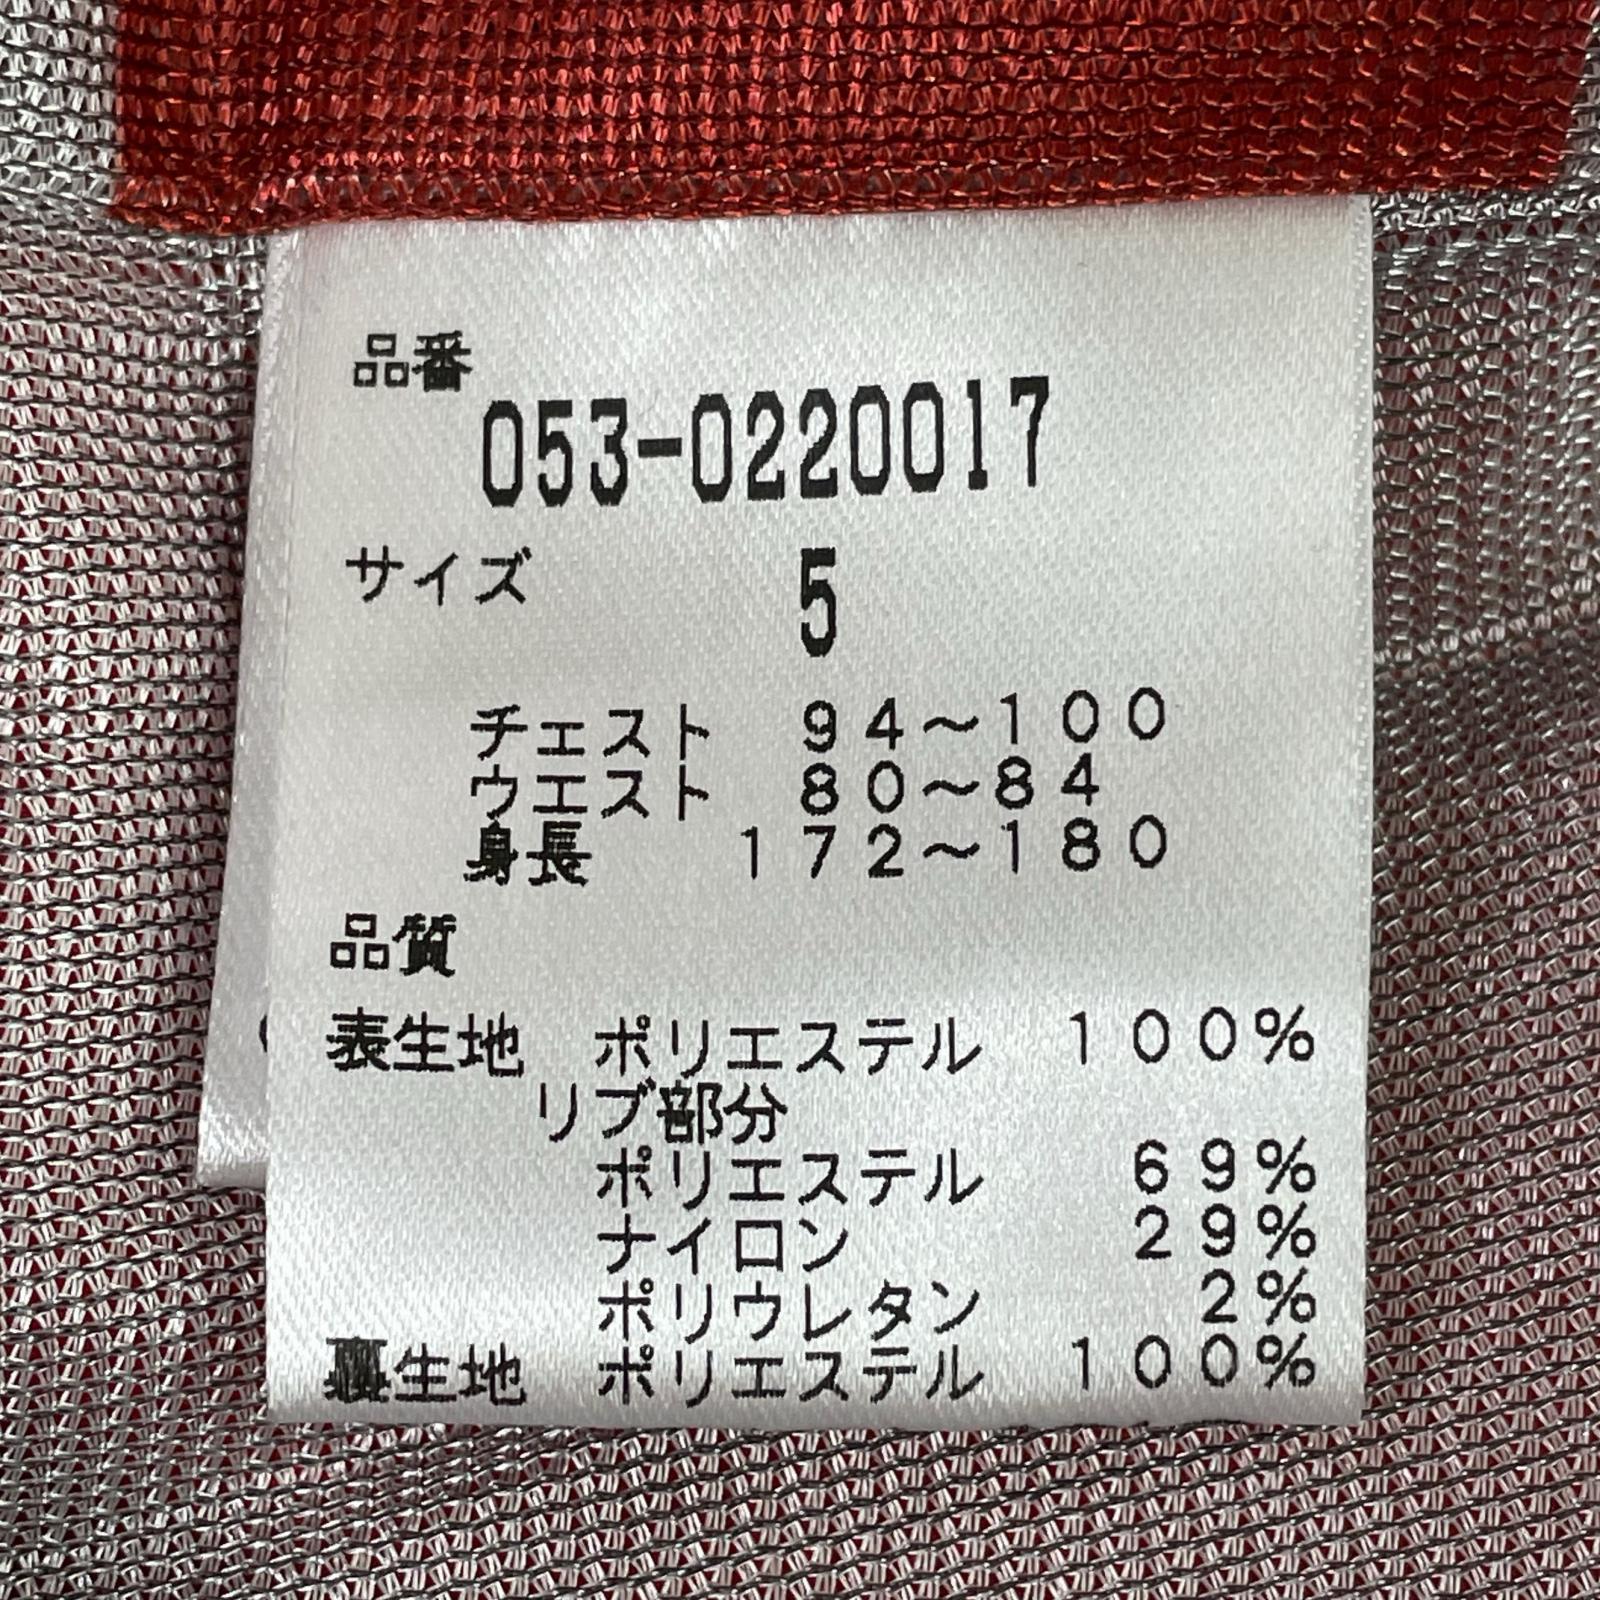 品番
053-0220017
サイズ 5
チェスト 94〜100
ウエスト 80〜84
身長 172〜180
品質
表生地 ポリエステル 100%
リブ部分
ポリエステル 69%
ナイロン 29%
ポリウレタン 2%
裏生地 ポリエステル 100%